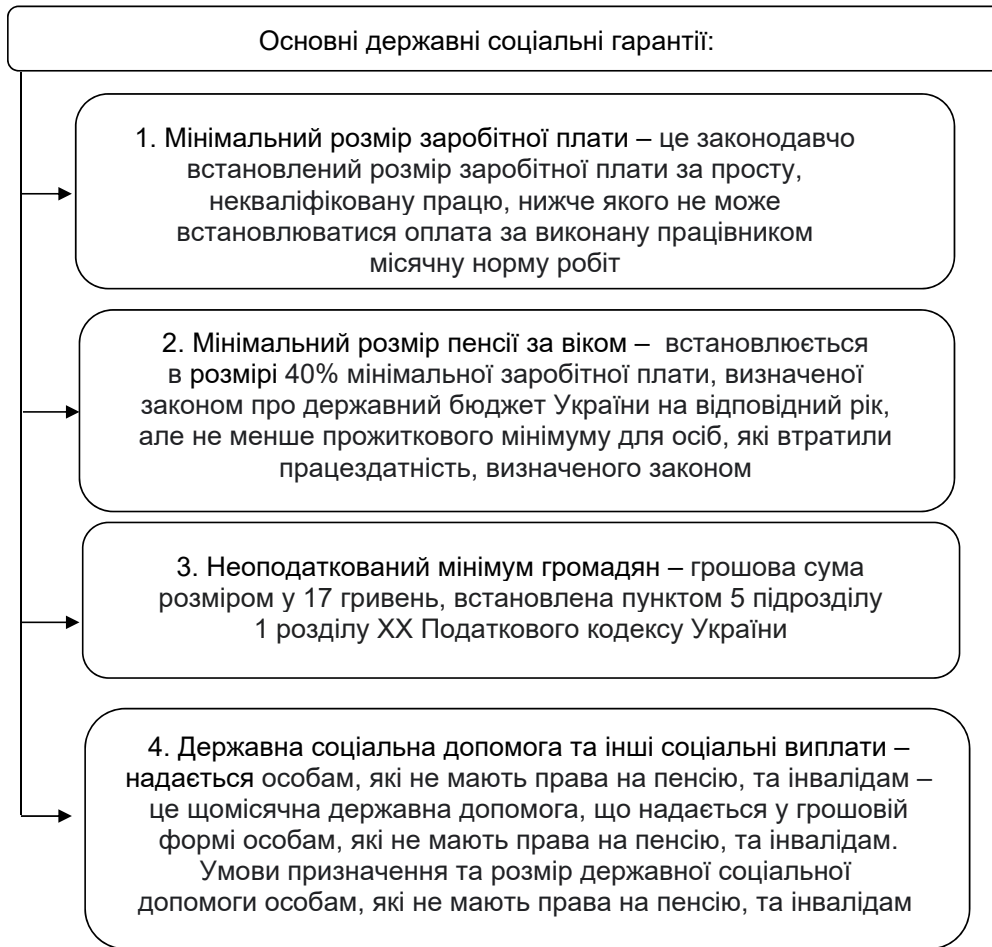 Основні державні соціальні гарантії:
1. Мінімальний розмір заробітної плати – це законодавчо
встановлений розмір заробітної плати за просту,
некваліфіковану працю, нижче якого не може
встановлюватися оплата за виконану працівником
місячну норму робіт
2. Мінімальний розмір пенсії за віком – встановлюється
в розмірі 40% мінімальної заробітної плати, визначеної
законом про державний бюджет України на відповідний рік,
але не менше прожиткового мінімуму для осіб, які втратили
працездатність, визначеного законом
3. Неоподаткований мінімум громадян – грошова сума
розміром у 17 гривень, встановлена пунктом 5 підрозділу
1 розділу XX Податкового кодексу України
4. Державна соціальна допомога та інші соціальні виплати –
надається особам, які не мають права на пенсію, та інвалідам –
це щомісячна державна допомога, що надається у грошовій
формі особам, які не мають права на пенсію, та інвалідам.
Умови призначення та розмір державної соціальної
допомоги особам, які не мають права на пенсію, та інвалідам